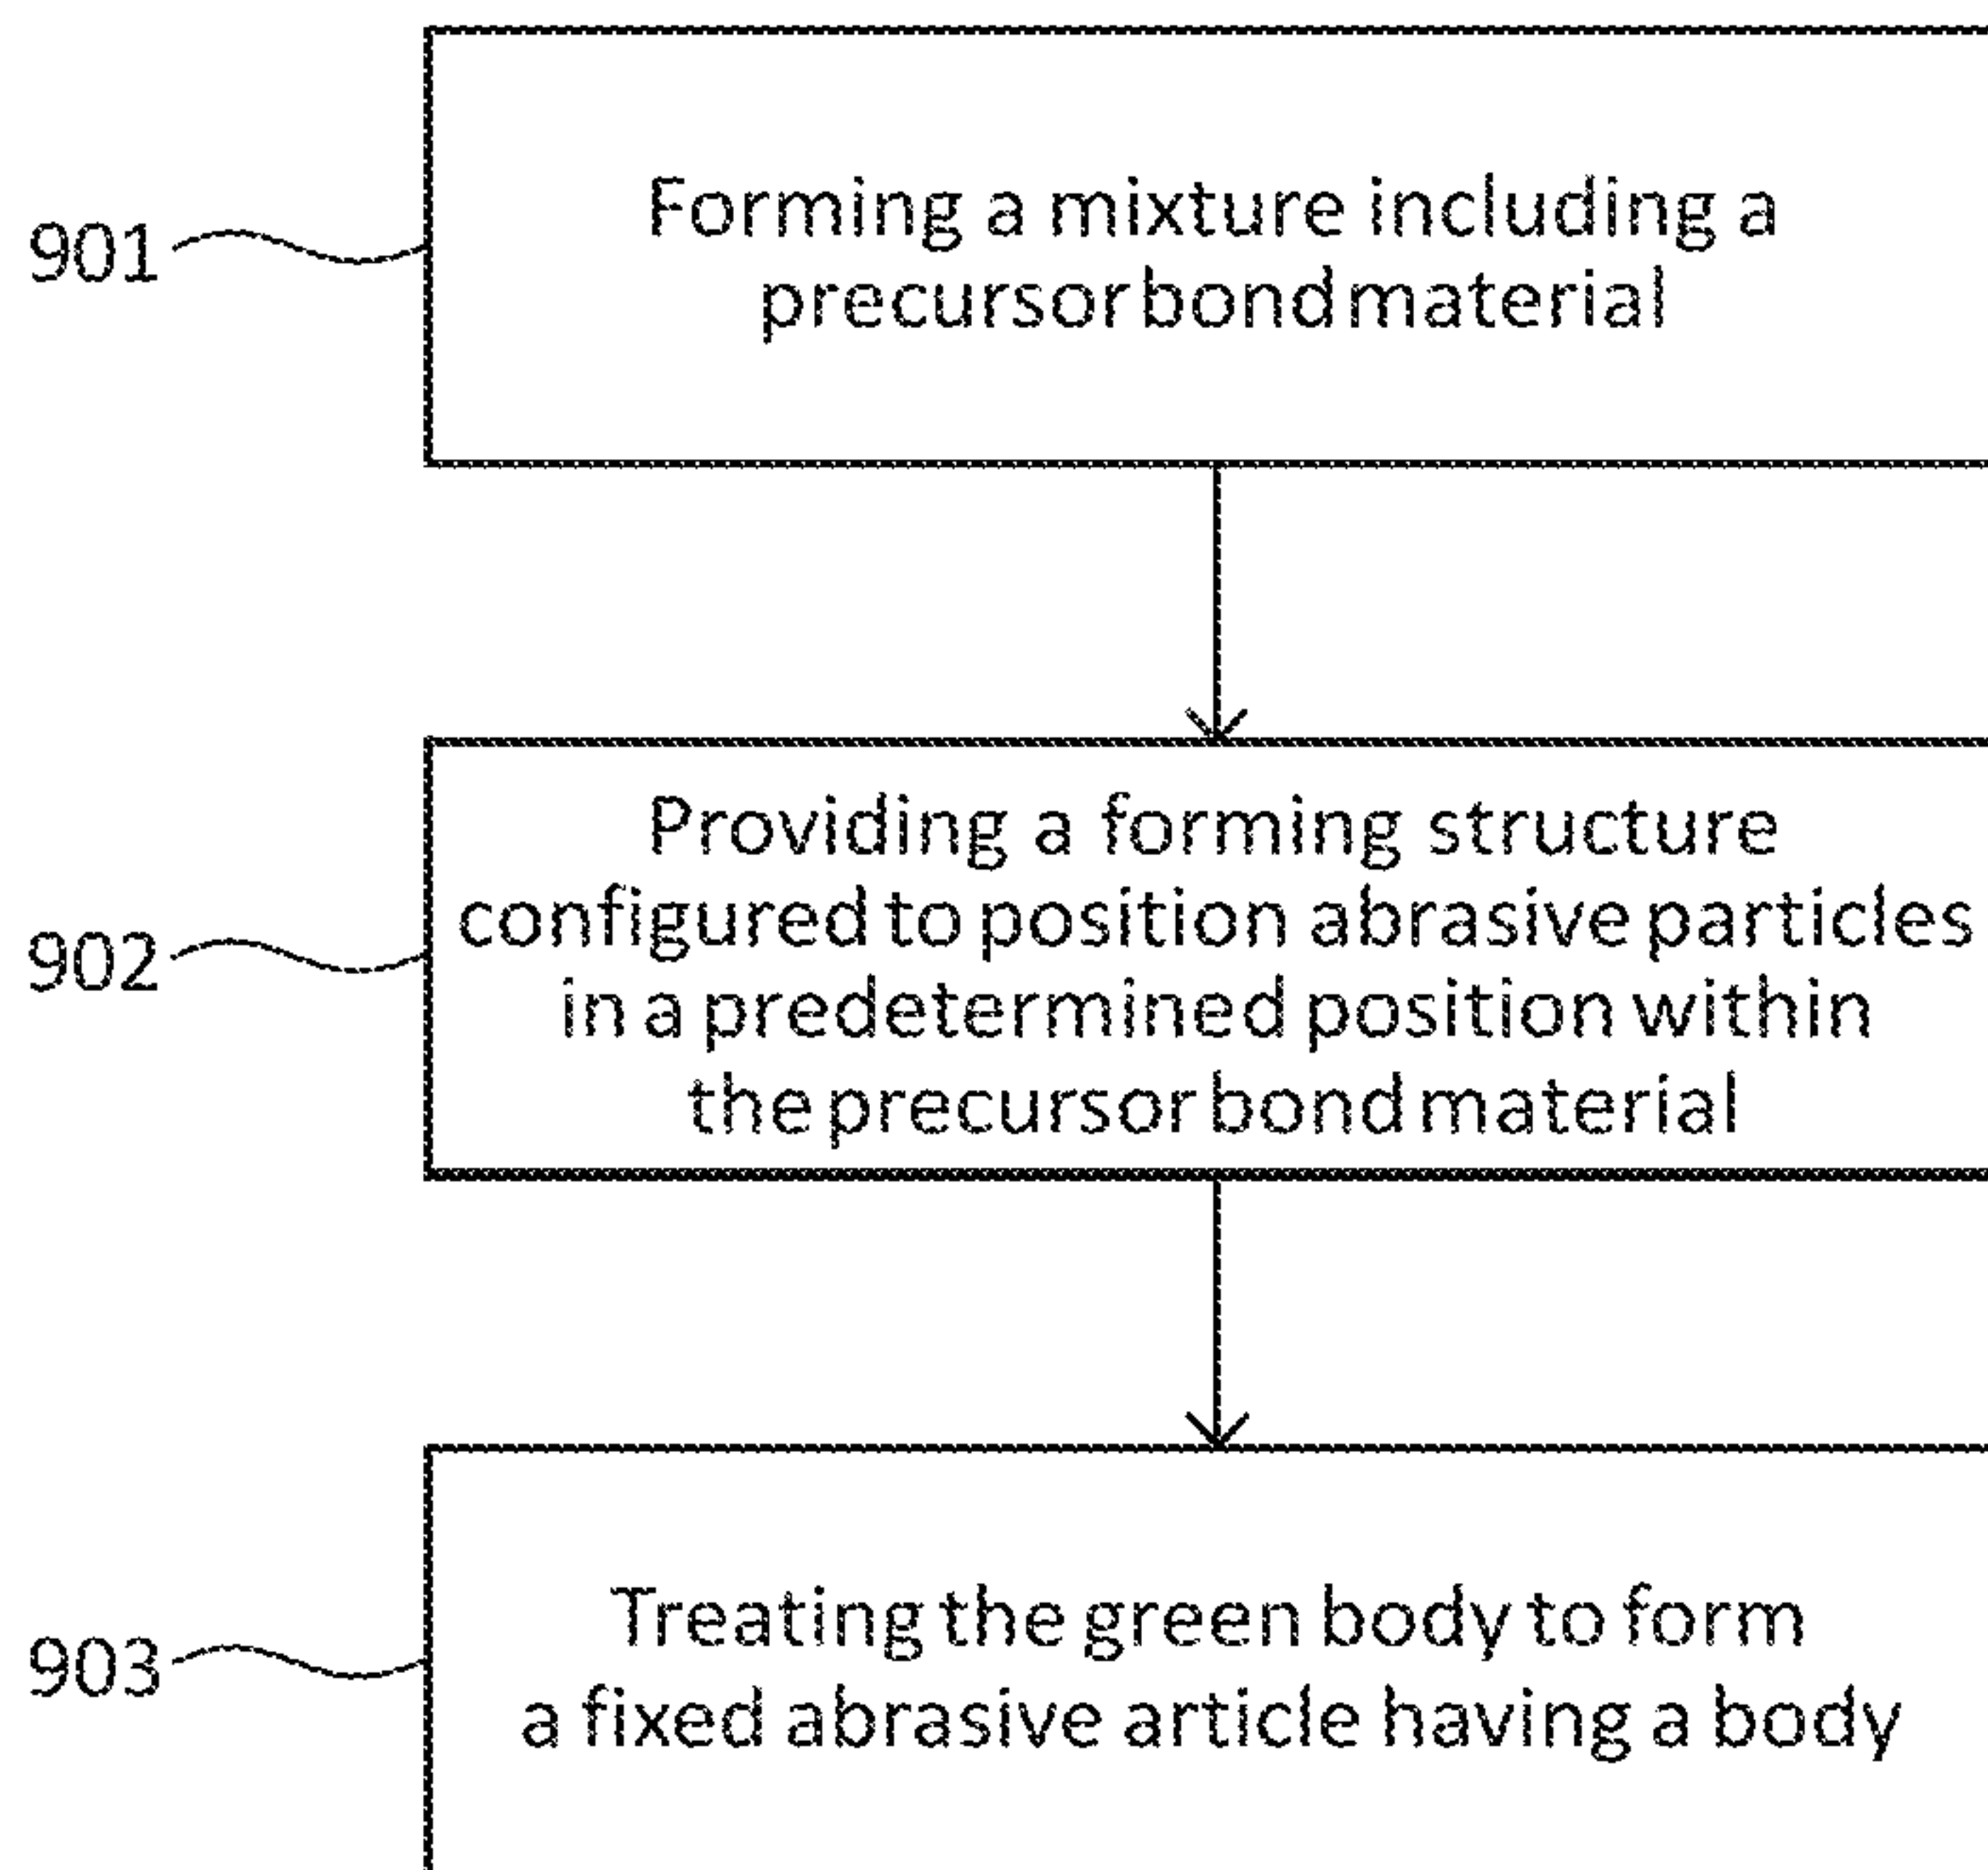 901
Forming a mixture including a
precursor bond material
902
Providing a forming structure
configured to position abrasive particles
in a predetermined position within
the precursor bond material
903
Treating the green body to form
a fixed abrasive article having a body